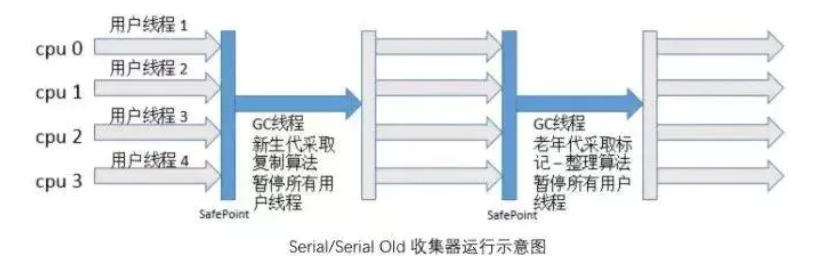 用户线程 1
cpu 0
用户线程 2
cpu 1
用户线程 3
cpu 2
用户线程 4
cpu 3
GC线程
新生代采取
复制算法
暂停所有用
户线程
SafePoint
GC线程
老年代采取标
记－整理算法
暂停所有用户
线程
SafePoint
Serial/Serial Old 收集器运行示意图